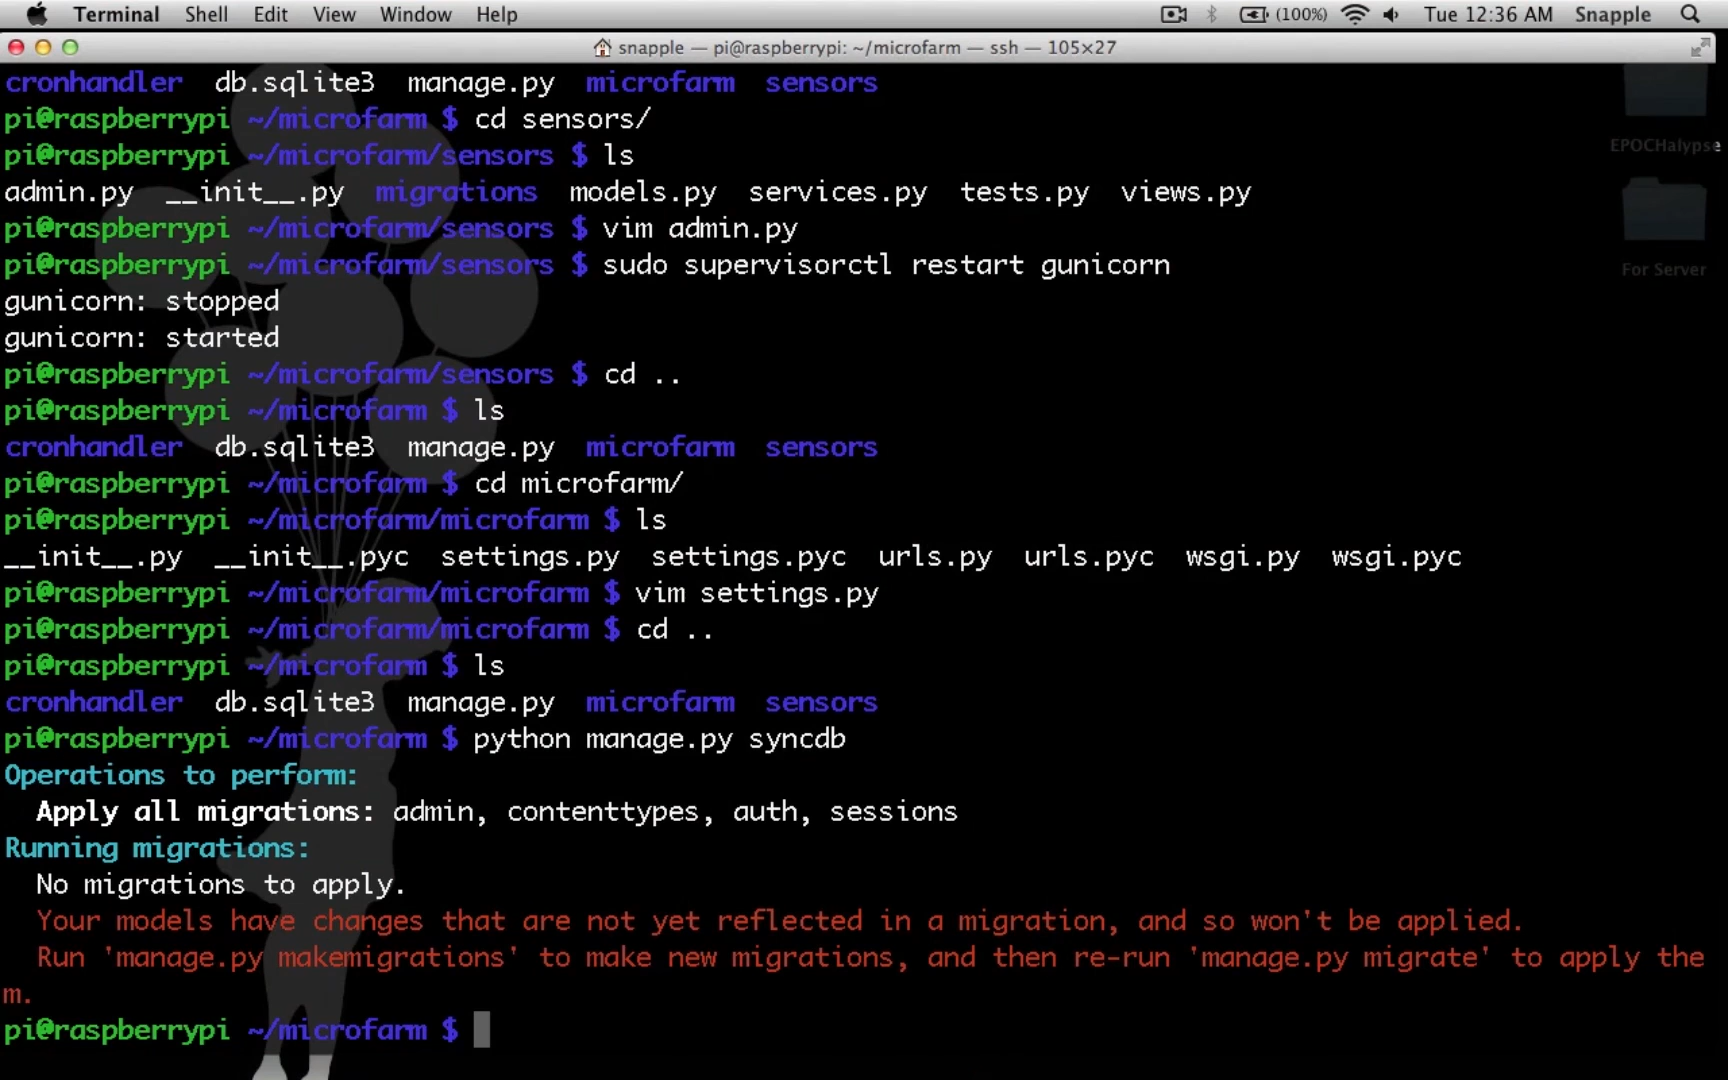 Terminal Shell Edit View Window Help (100%) Tue 12:36 AM Snapple
snapple — pi@raspberrypi: ~/microfarm — ssh — 105×27
cronhandler db.sqlite3 manage.py microfarm sensors
pi@raspberrypi ~/microfarm $ cd sensors/
pi@raspberrypi ~/microfarm/sensors $ ls
EPOCHalypse
admin.py __init__.py migrations models.py services.py tests.py views.py
pi@raspberrypi ~/microfarm/sensors $ vim admin.py
pi@raspberrypi ~/microfarm/sensors $ sudo supervisorctl restart gunicorn
For Server
gunicorn: stopped
gunicorn: started
pi@raspberrypi ~/microfarm/sensors $ cd ..
pi@raspberrypi ~/microfarm $ ls
cronhandler db.sqlite3 manage.py microfarm sensors
pi@raspberrypi ~/microfarm $ cd microfarm/
pi@raspberrypi ~/microfarm/microfarm $ ls
__init__.py __init__.pyc settings.py settings.pyc urls.py urls.pyc wsgi.py wsgi.pyc
pi@raspberrypi ~/microfarm/microfarm $ vim settings.py
pi@raspberrypi ~/microfarm/microfarm $ cd ..
pi@raspberrypi ~/microfarm $ ls
cronhandler db.sqlite3 manage.py microfarm sensors
pi@raspberrypi ~/microfarm $ python manage.py syncdb
Operations to perform:
Apply all migrations: admin, contenttypes, auth, sessions
Running migrations:
No migrations to apply.
Your models have changes that are not yet reflected in a migration, and so won't be applied.
Run 'manage.py makemigrations' to make new migrations, and then re-run 'manage.py migrate' to apply the
m.
pi@raspberrypi ~/microfarm $